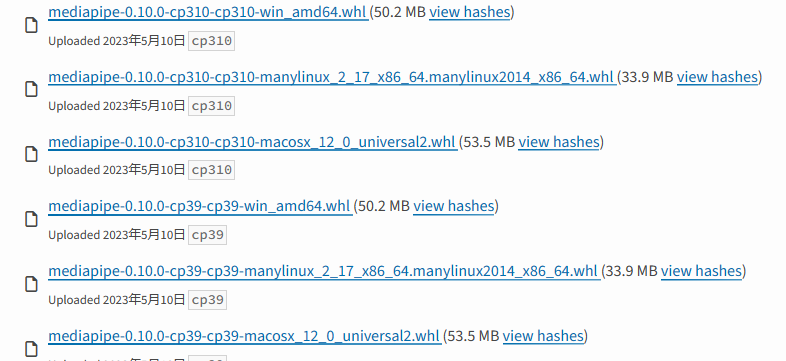 mediapipe-0.10.0-cp310-cp310-win_amd64.whl (50.2 MB view hashes)
Uploaded 2023年5月10日 cp310
mediapipe-0.10.0-cp310-cp310-manylinux_2_17_x86_64.manylinux2014_x86_64.whl (33.9 MB view hashes)
Uploaded 2023年5月10日 cp310
mediapipe-0.10.0-cp310-cp310-macosx_12_0_universal2.whl (53.5 MB view hashes)
Uploaded 2023年5月10日 cp310
mediapipe-0.10.0-cp39-cp39-win_amd64.whl (50.2 MB view hashes)
Uploaded 2023年5月10日 cp39
mediapipe-0.10.0-cp39-cp39-manylinux_2_17_x86_64.manylinux2014_x86_64.whl (33.9 MB view hashes)
Uploaded 2023年5月10日 cp39
mediapipe-0.10.0-cp39-cp39-macosx_12_0_universal2.whl (53.5 MB view hashes)